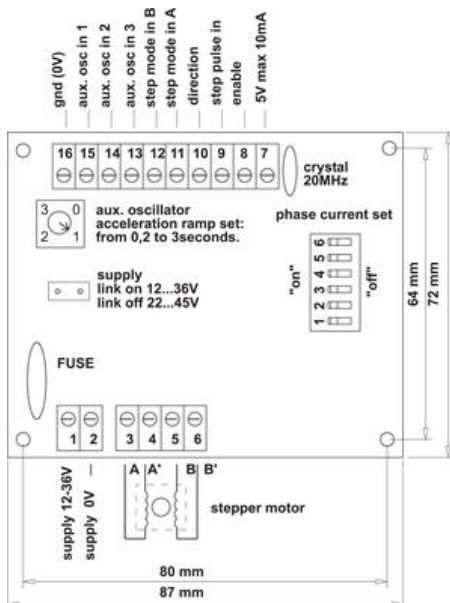 gnd (0V)
aux. osc in 1
aux. osc in 2
aux. osc in 3
step mode in B
step mode in A
direction
step pulse in
enable
5V max 10mA
16 15 14 13 12 11 10 9 8 7
crystal
20MHz
3 0
2 1
aux. oscillator
acceleration ramp set:
from 0,2 to 3seconds.
phase current set
"on"
6
5
4
3
2
1
"off"
supply
link on 12...36V
link off 22...45V
64 mm
72 mm
FUSE
1 2 3 4 5 6
A A' B B'
supply 12-36V
supply 0V
stepper motor
80 mm
87 mm